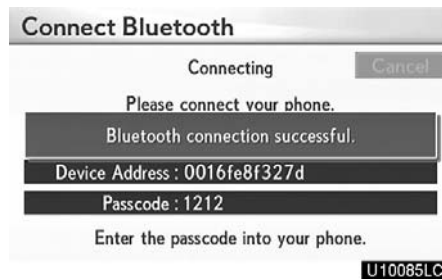 Connect Bluetooth
Connecting
Cancel
Please connect your phone.
Bluetooth connection successful.
Device Address : 0016fe8f327d
Passcode : 1212
Enter the passcode into your phone.
U10085LC